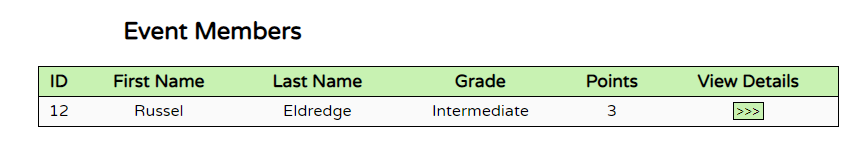 Event Members
ID First Name Last Name Grade Points View Details
12 Russel Eldredge Intermediate 3 >>>